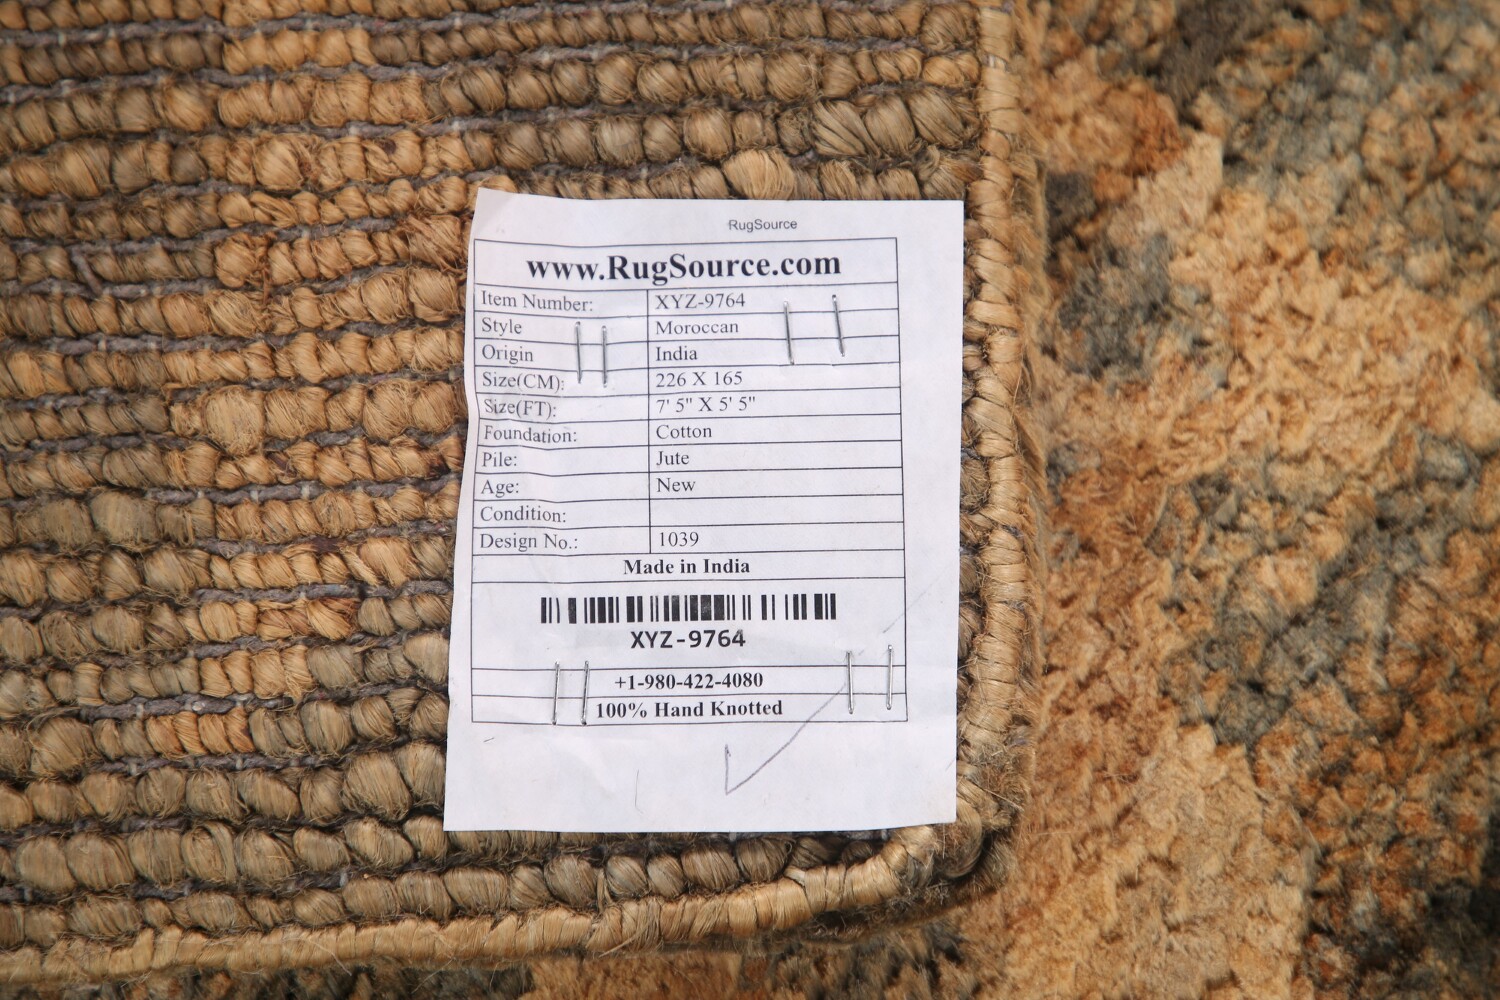 RugSource
www.RugSource.com
Item Number: XYZ-9764
Style Moroccan
Origin India
Size(CM): 226 X 165
Size(FT): 7' 5" X 5' 5"
Foundation: Cotton
Pile: Jute
Age: New
Condition:
Design No.: 1039
Made in India
XYZ-9764
+1-980-422-4080
100% Hand Knotted